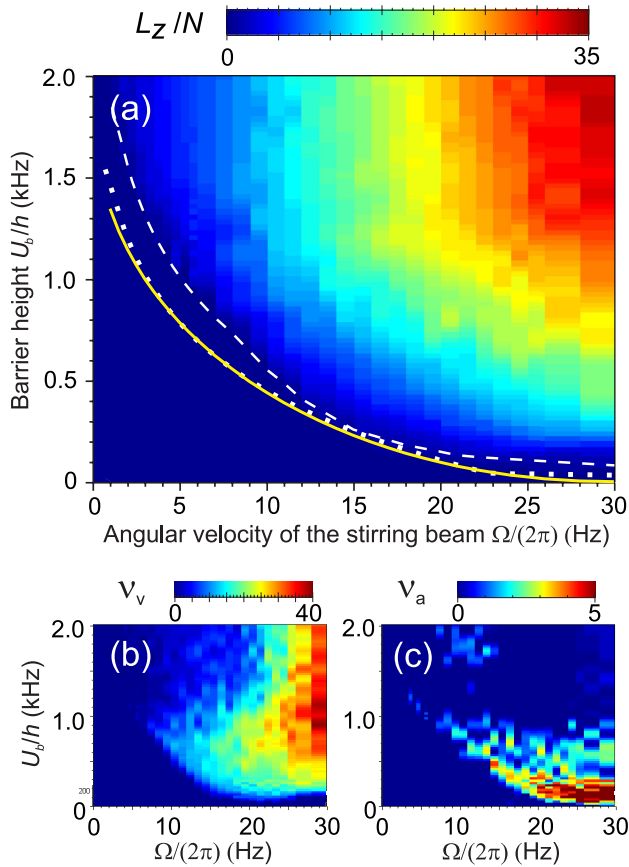 L_z/N
0 35
(a)
2.0
1.5
1.0
0.5
0
Barrier height U_b/h (kHz)
0 5 10 15 20 25 30
Angular velocity of the stirring beam Ω/(2π) (Hz)
ν_v 0 40
ν_a 0 5
(b)
(c)
2.0
1.0
200
0
U_b/h (kHz)
2.0
1.0
0
0 10 20 30
0 10 20 30
Ω/(2π) (Hz)
Ω/(2π) (Hz)